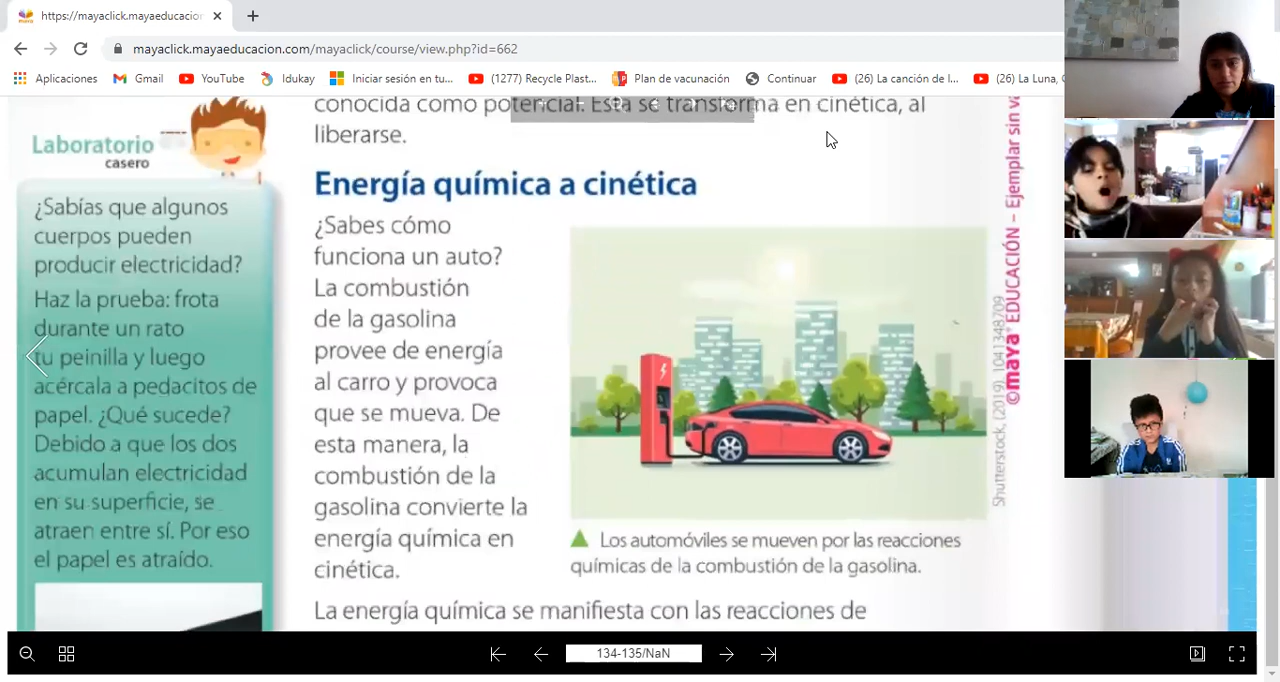 https://mayaclick.mayaeducacion
mayaclick.mayaeducacion.com/mayaclick/course/view.php?id=662
Aplicaciones
Gmail
YouTube
Idukay
Iniciar sesión en tu...
(1277) Recycle Plast...
Plan de vacunación
Continuar
(26) La canción de l...
(26) La Luna,
conocida como potencial. Esta se transforma en cinética, al
liberarse.
Laboratorio
casero
¿Sabías que algunos
cuerpos pueden
producir electricidad?
Haz la prueba: frota
durante un rato
tu peinilla y luego
acércala a pedacitos de
papel. ¿Qué sucede?
Debido a que los dos
acumulan electricidad
en su superficie, se
atraen entre sí. Por eso
el papel es atraído.
Energía química a cinética
¿Sabes cómo
funciona un auto?
La combustión
de la gasolina
provee de energía
al carro y provoca
que se mueva. De
esta manera, la
combustión de la
gasolina convierte la
energía química en
cinética.
Los automóviles se mueven por las reacciones
químicas de la combustión de la gasolina.
La energía química se manifiesta con las reacciones de
Shutterstock, (2019). 1041348709
©maya® EDUCACIÓN – Ejemplar sin va
134-135/NaN